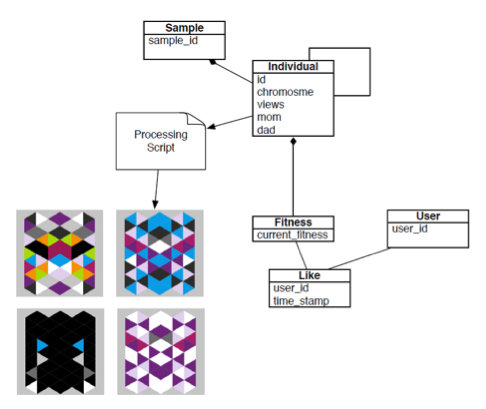 Sample
sample_id
Individual
id
chromosme
views
mom
dad
Processing
Script
Fitness
current_fitness
User
user_id
Like
user_id
time_stamp